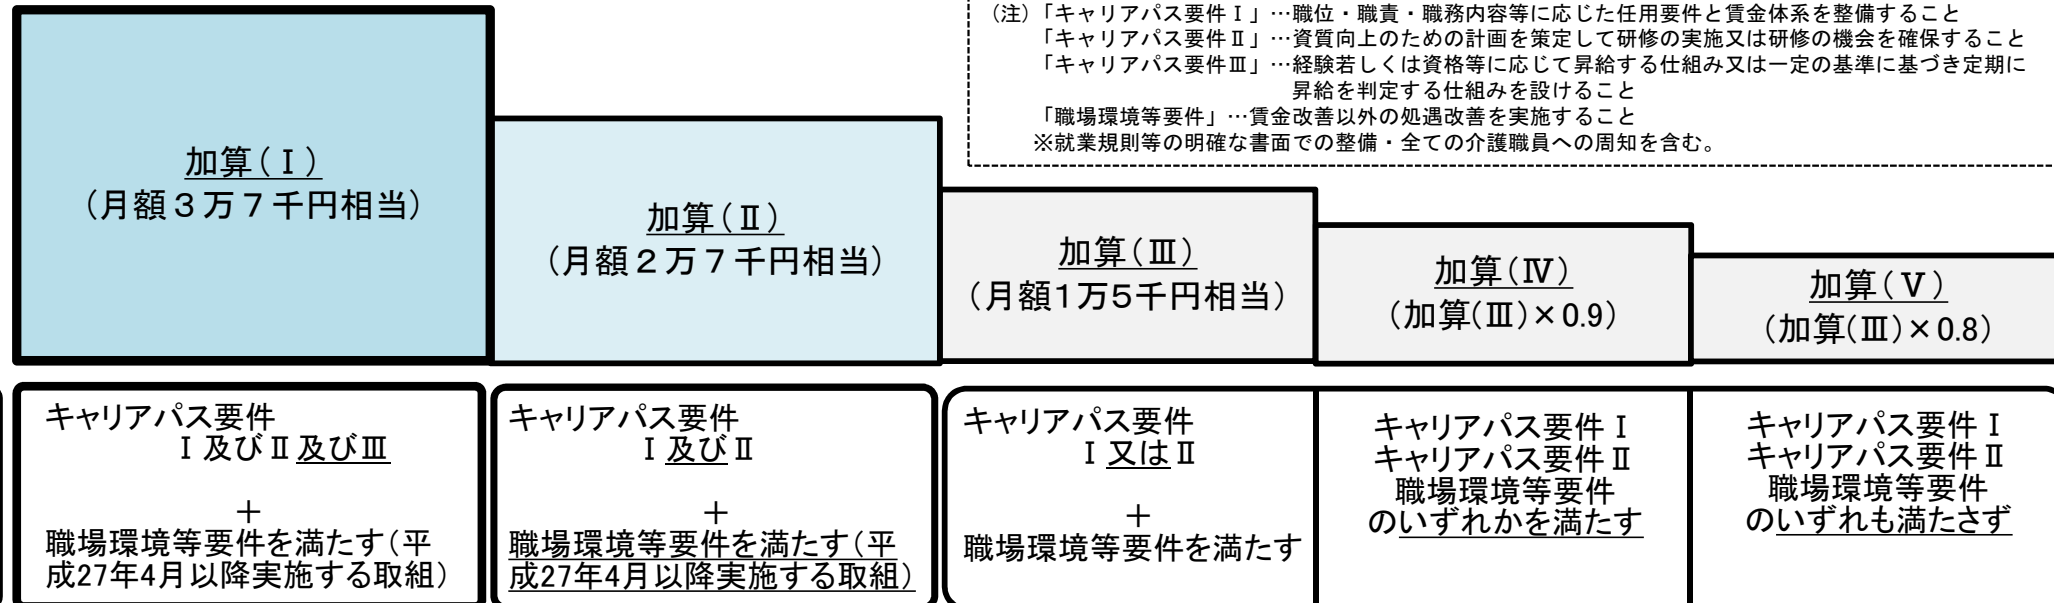 （注）「キャリアパス要件Ⅰ」…職位・職責・職務内容等に応じた任用要件と賃金体系を整備すること
「キャリアパス要件Ⅱ」…資質向上のための計画を策定して研修の実施又は研修の機会を確保すること
「キャリアパス要件Ⅲ」…経験若しくは資格等に応じて昇給する仕組み又は一定の基準に基づき定期に
昇給を判定する仕組みを設けること
「職場環境等要件」…賃金改善以外の処遇改善を実施すること
※就業規則等の明確な書面での整備・全ての介護職員への周知を含む。
加算（Ⅰ）
（月額３万７千円相当）
加算（Ⅱ）
（月額２万７千円相当）
加算（Ⅲ）
（月額1万5千円相当）
加算（Ⅳ）
（加算(Ⅲ)×0.9）
加算（Ⅴ）
（加算(Ⅲ)×0.8）
キャリアパス要件
Ⅰ及びⅡ及びⅢ
＋
職場環境等要件を満たす（平
成27年4月以降実施する取組）
キャリアパス要件
Ⅰ及びⅡ
＋
職場環境等要件を満たす（平
成27年4月以降実施する取組）
キャリアパス要件
Ⅰ又はⅡ
＋
職場環境等要件を満たす
キャリアパス要件Ⅰ
キャリアパス要件Ⅱ
職場環境等要件
のいずれかを満たす
キャリアパス要件Ⅰ
キャリアパス要件Ⅱ
職場環境等要件
のいずれも満たさず